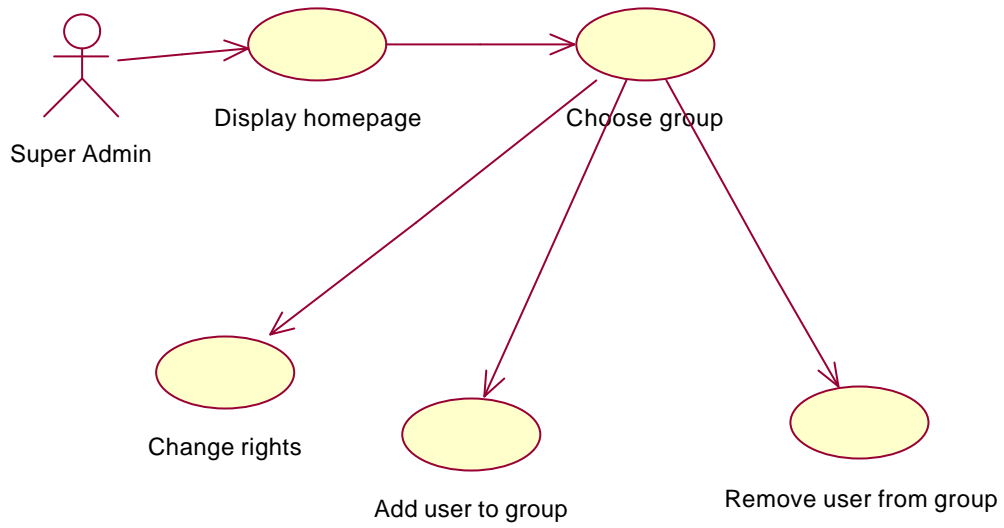 Display homepage
Choose group
Super Admin
Change rights
Add user to group
Remove user from group